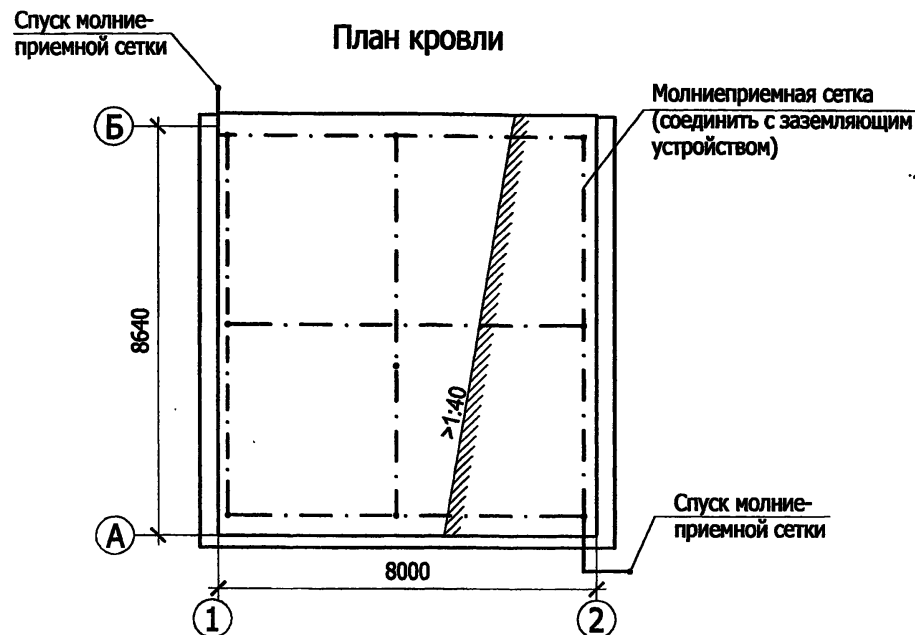 Спуск молние-
приемной сетки
План кровли
Молниеприемная сетка
(соединить с заземляющим
устройством)
Б
8640
>1:40
А
Спуск молние-
приемной сетки
8000
1
2